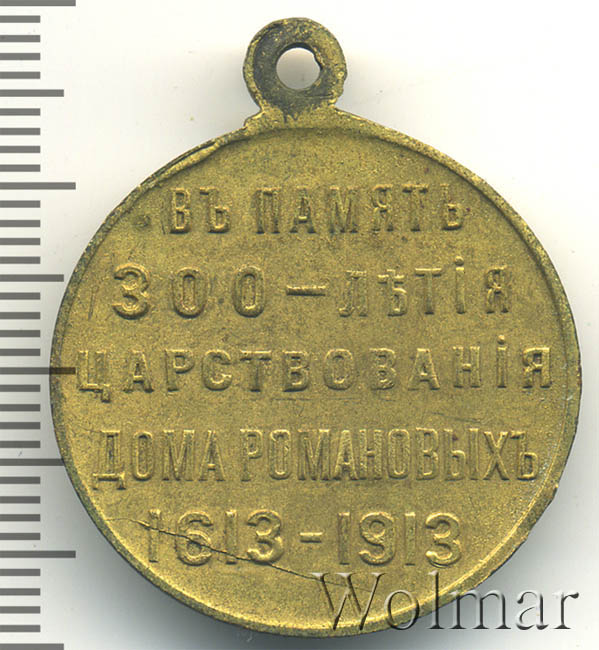 ВЪ ПАМЯТЬ
300-ЛѢТІЯ
ЦАРСТВОВАНІЯ
ДОМА РОМАНОВЫХЪ
1613-1913
Wolmar